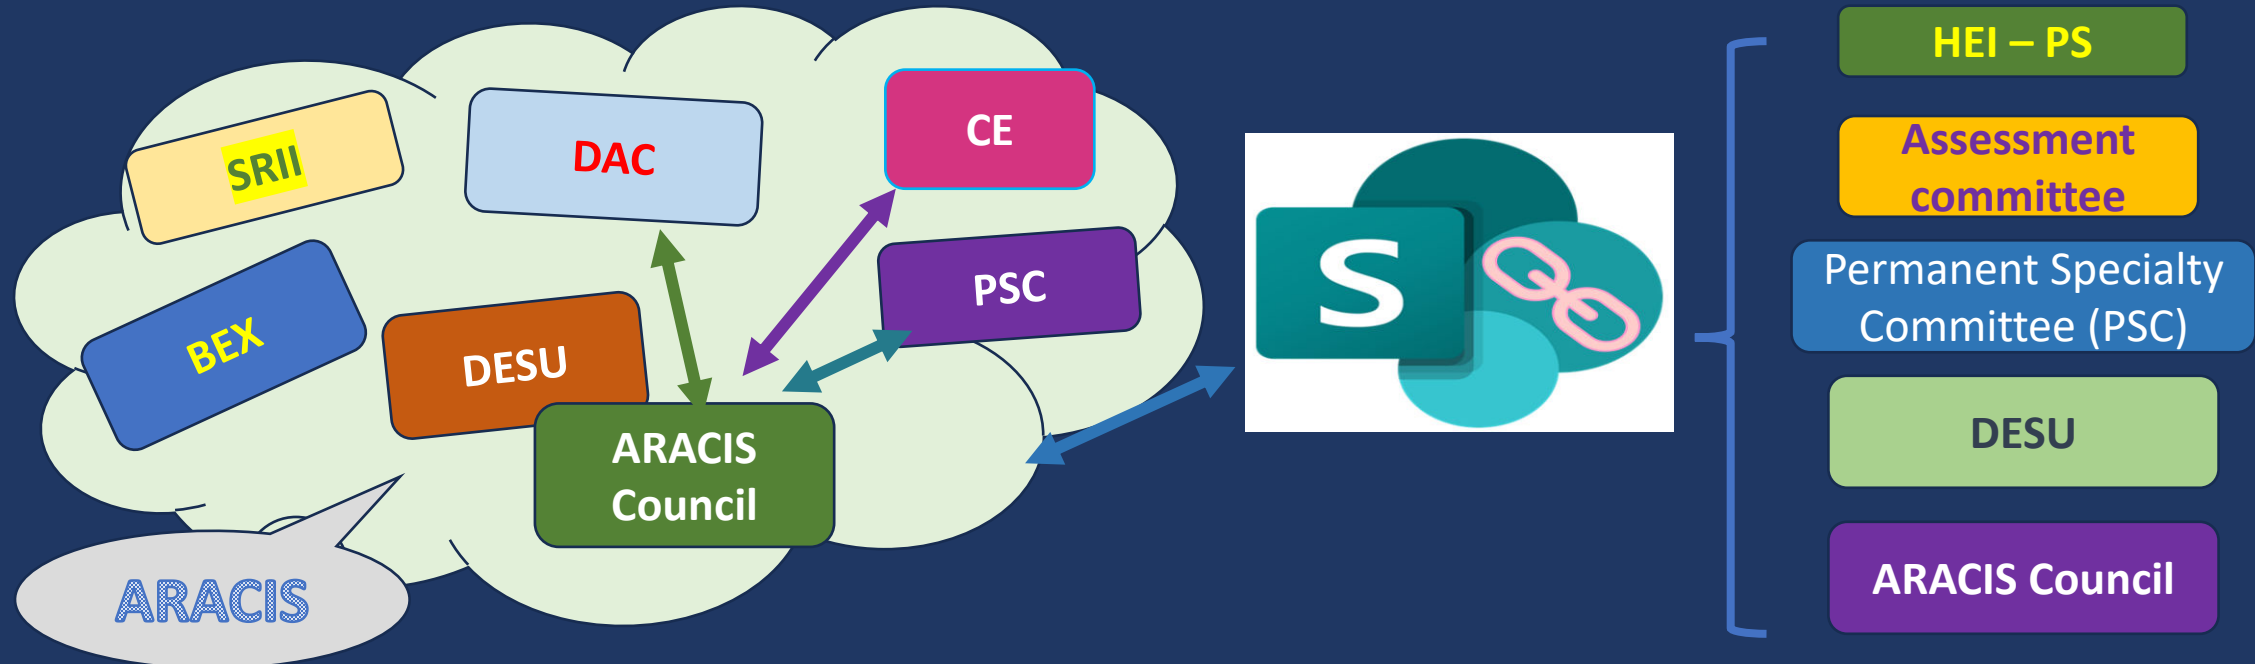 SRII
DAC
CE
BEX
DESU
PSC
ARACIS
Council
ARACIS
S
HEI – PS
Assessment
committee
Permanent Specialty
Committee (PSC)
DESU
ARACIS Council